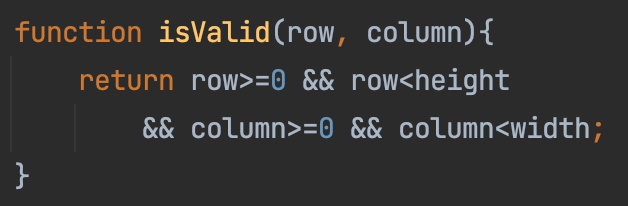 function isValid(row, column){
return row>=0 && row<height
&& column>=0 && column<width;
}